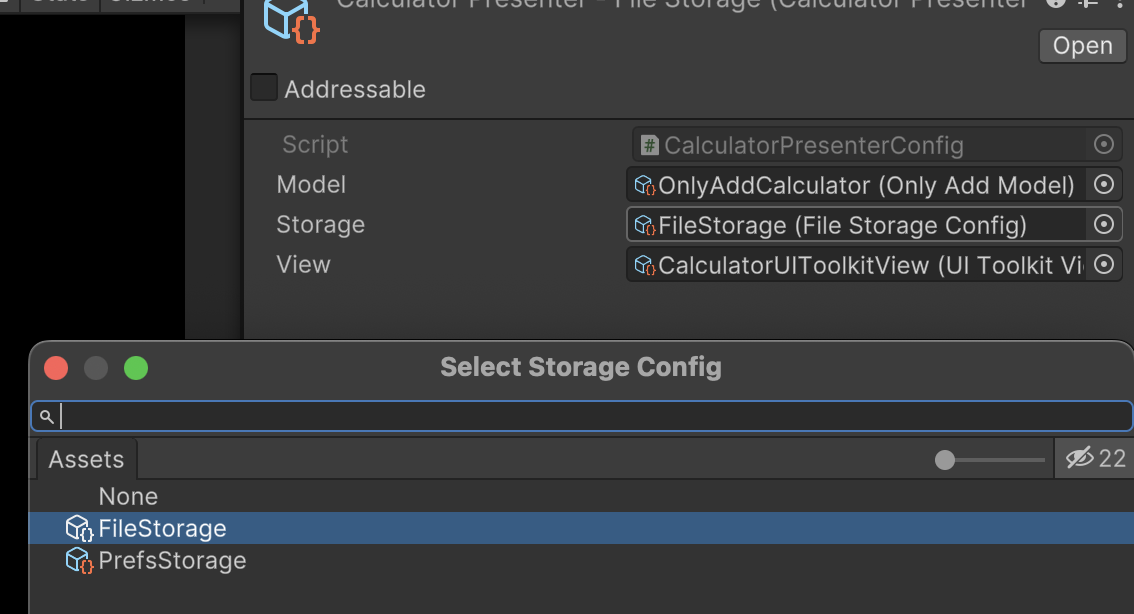 Stats Gizmos
Calculator Presenter - File Storage (Calculator Presenter
Open
Addressable
Script
CalculatorPresenterConfig
Model
OnlyAddCalculator (Only Add Model)
Storage
FileStorage (File Storage Config)
View
CalculatorUIToolkitView (UI Toolkit Vi
Select Storage Config
Assets
22
None
FileStorage
PrefsStorage